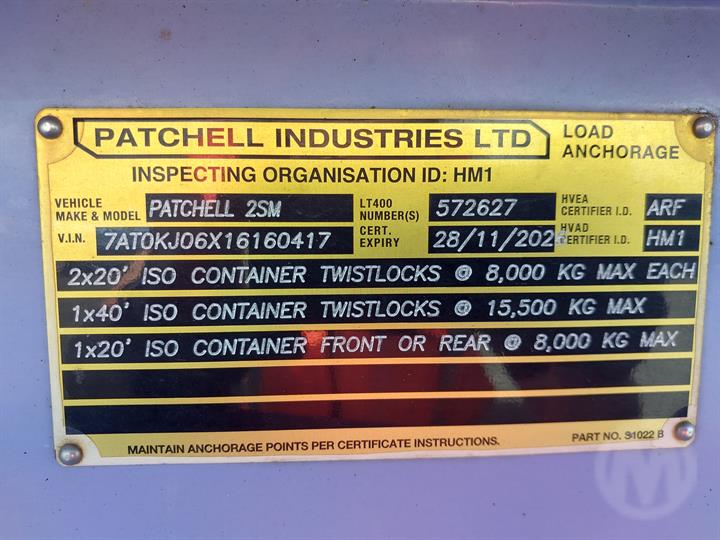 PATCHELL INDUSTRIES LTD
LOAD ANCHORAGE
INSPECTING ORGANISATION ID: HM1
VEHICLE MAKE & MODEL PATCHELL 2SM LT400 NUMBER(S) 572627 HVEA CERTIFIER I.D. ARF
V.I.N. 7AT0KJ06X16160417 CERT. EXPIRY HVAD CERTIFIER I.D. HM1
2x20' ISO CONTAINER TWISTLOCKS @ 8,000 KG MAX EACH
1x40' ISO CONTAINER TWISTLOCKS @ 15,500 KG MAX
1x20' ISO CONTAINER FRONT OR REAR @ 8,000 KG MAX
MAINTAIN ANCHORAGE POINTS PER CERTIFICATE INSTRUCTIONS.
PART NO. S1022 B
M